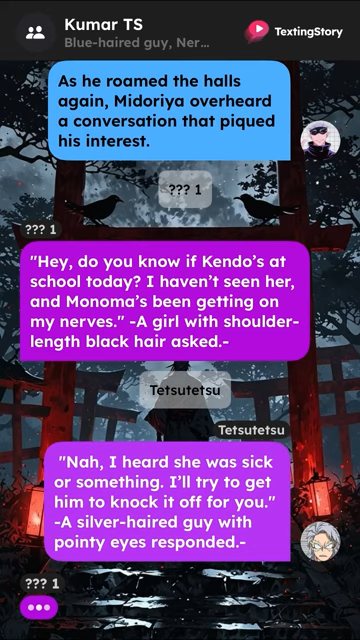 Kumar TS
Blue-haired guy, Ner...
TextingStory
As he roamed the halls
again, Midoriya overheard
a conversation that piqued
his interest.
??? 1
??? 1
"Hey, do you know if Kendo’s at
school today? I haven’t seen her,
and Monoma’s been getting on
my nerves." -A girl with shoulder-
length black hair asked.-
Tetsutetsu
Tetsutetsu
"Nah, I heard she was sick
or something. I’ll try to get
him to knock it off for you."
-A silver-haired guy with
pointy eyes responded.-
??? 1